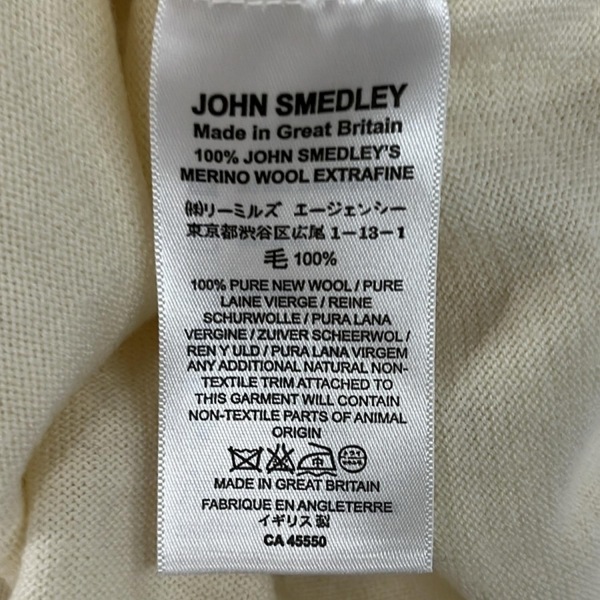 JOHN SMEDLEY
Made in Great Britain
100% JOHN SMEDLEY'S
MERINO WOOL EXTRAFINE
㈱リーミルズ エージェンシー
東京都渋谷区広尾 1-13-1
毛 100%
100% PURE NEW WOOL / PURE
LAINE VIERGE / REINE
SCHURWOLLE / PURA LANA
VERGINE / ZUIVER SCHEERWOL /
REN Y ULD / PURA LANA VIRGEM
ANY ADDITIONAL NATURAL NON-
TEXTILE TRIM ATTACHED TO
THIS GARMENT WILL CONTAIN
NON-TEXTILE PARTS OF ANIMAL
ORIGIN
中 ドライ
MADE IN GREAT BRITAIN
FABRIQUE EN ANGLETERRE
イギリス 製
CA 45550